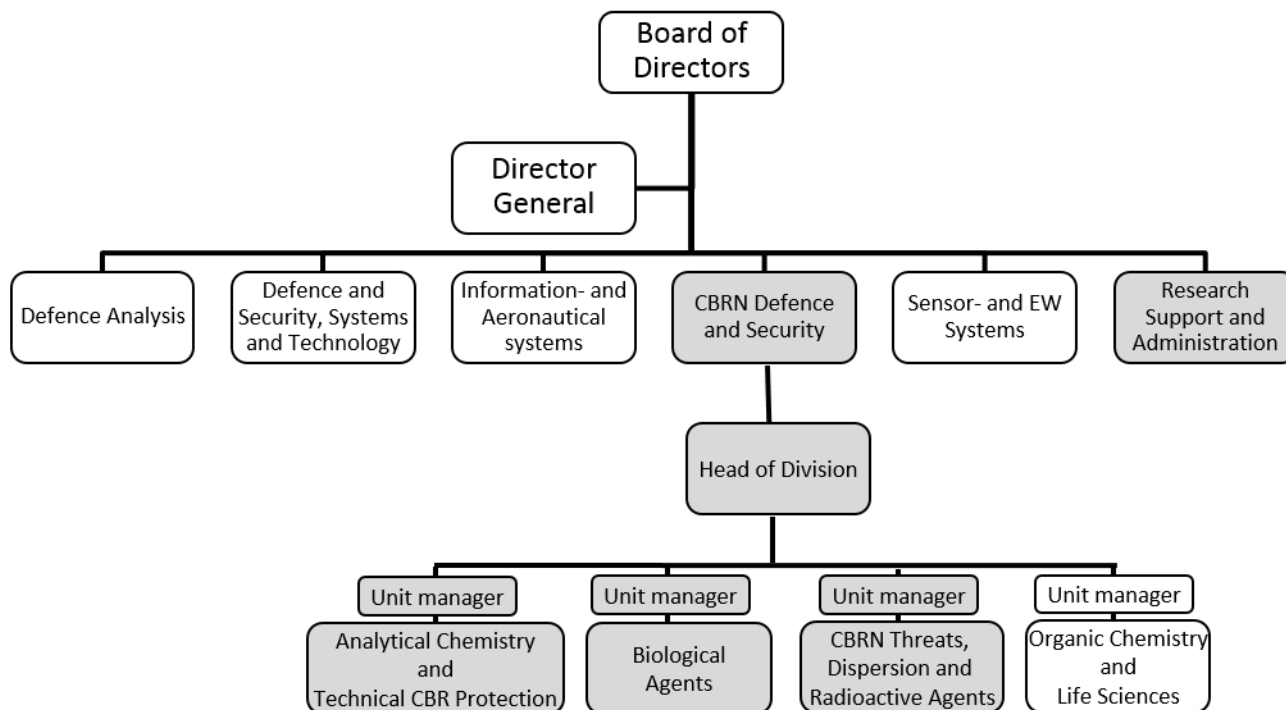 Board of
Directors
Director
General
Defence Analysis
Defence and
Security, Systems
and Technology
Information- and
Aeronautical
systems
CBRN Defence
and Security
Sensor- and EW
Systems
Research
Support and
Administration
Head of Division
Unit manager
Unit manager
Unit manager
Unit manager
Analytical Chemistry
and
Technical CBR Protection
Biological
Agents
CBRN Threats,
Dispersion and
Radioactive Agents
Organic Chemistry
and
Life Sciences